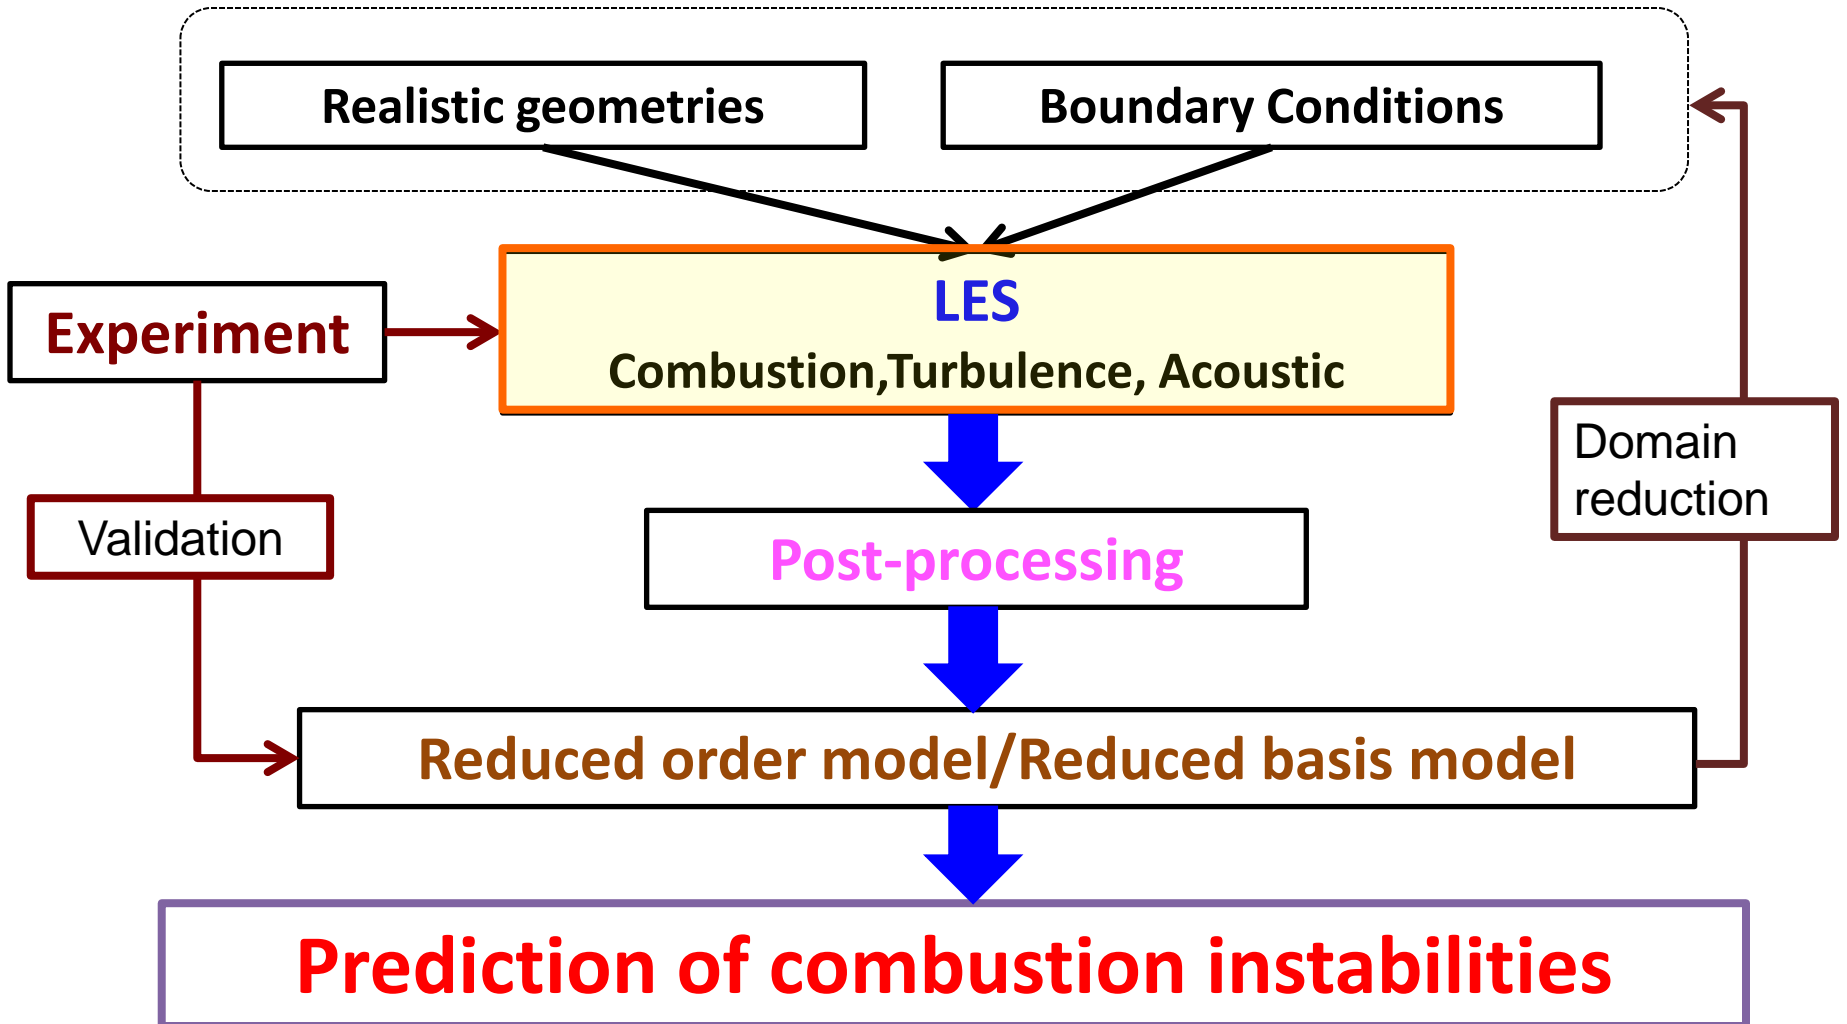 Realistic geometries
Boundary Conditions
LES
Combustion,Turbulence, Acoustic
Experiment
Domain
reduction
Validation
Post-processing
Reduced order model/Reduced basis model
Prediction of combustion instabilities